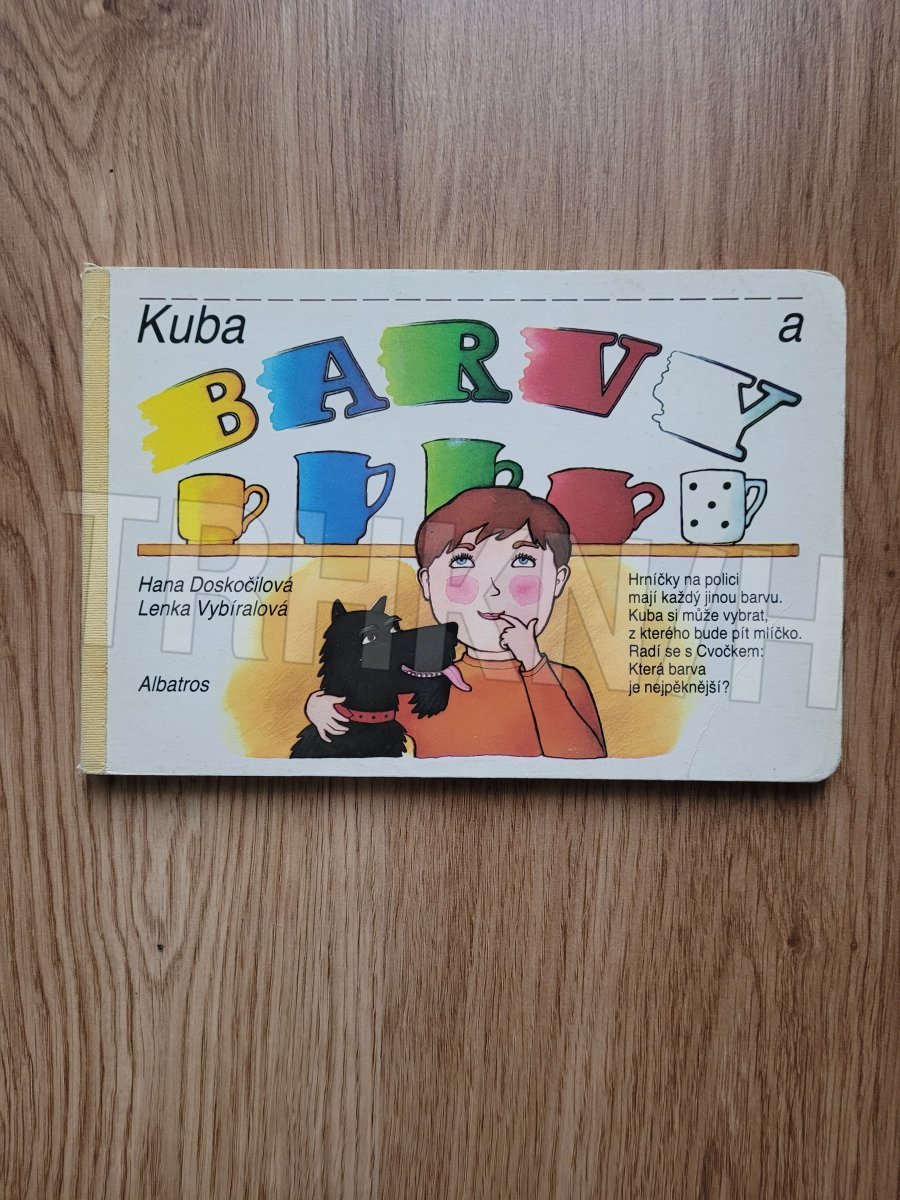 Kuba a
BARVY
Hana Doskočilová
Lenka Vybíralová
Albatros
Hrníčky na polici
mají každý jinou barvu.
Kuba si může vybrat,
z kterého bude pít mlíčko.
Radí se s Cvočkem:
Která barva
je nejpěknější?
TRHKNIH